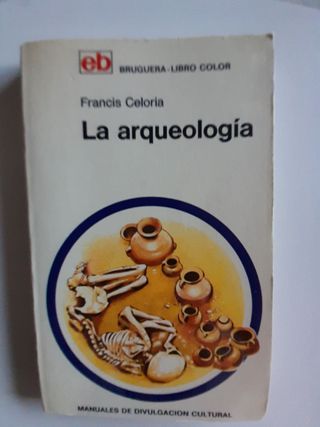 eb BRUGUERA-LIBRO COLOR
Francis Celoria
La arqueología
MANUALES DE DIVULGACION CULTURAL